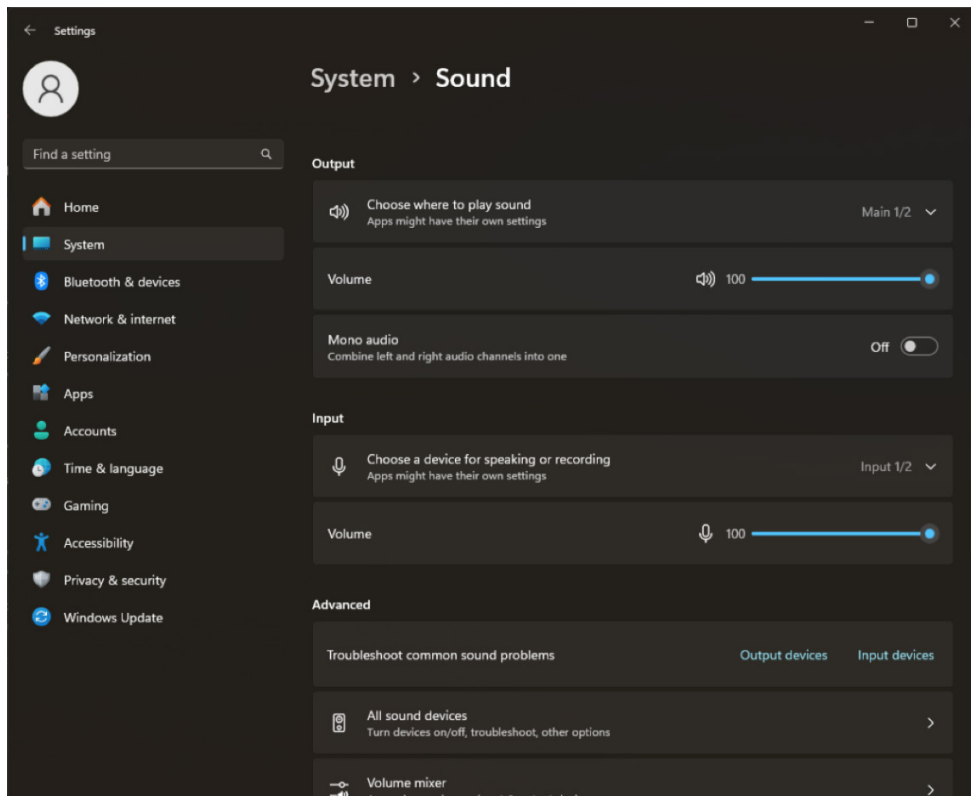 Settings
System > Sound
Find a setting
Home
System
Bluetooth & devices
Network & internet
Personalization
Apps
Accounts
Time & language
Gaming
Accessibility
Privacy & security
Windows Update
Output
Choose where to play sound
Apps might have their own settings
Main 1/2
Volume
100
Mono audio
Combine left and right audio channels into one
Off
Input
Choose a device for speaking or recording
Apps might have their own settings
Input 1/2
Volume
100
Advanced
Troubleshoot common sound problems
Output devices
Input devices
All sound devices
Turn devices on/off, troubleshoot, other options
Volume mixer